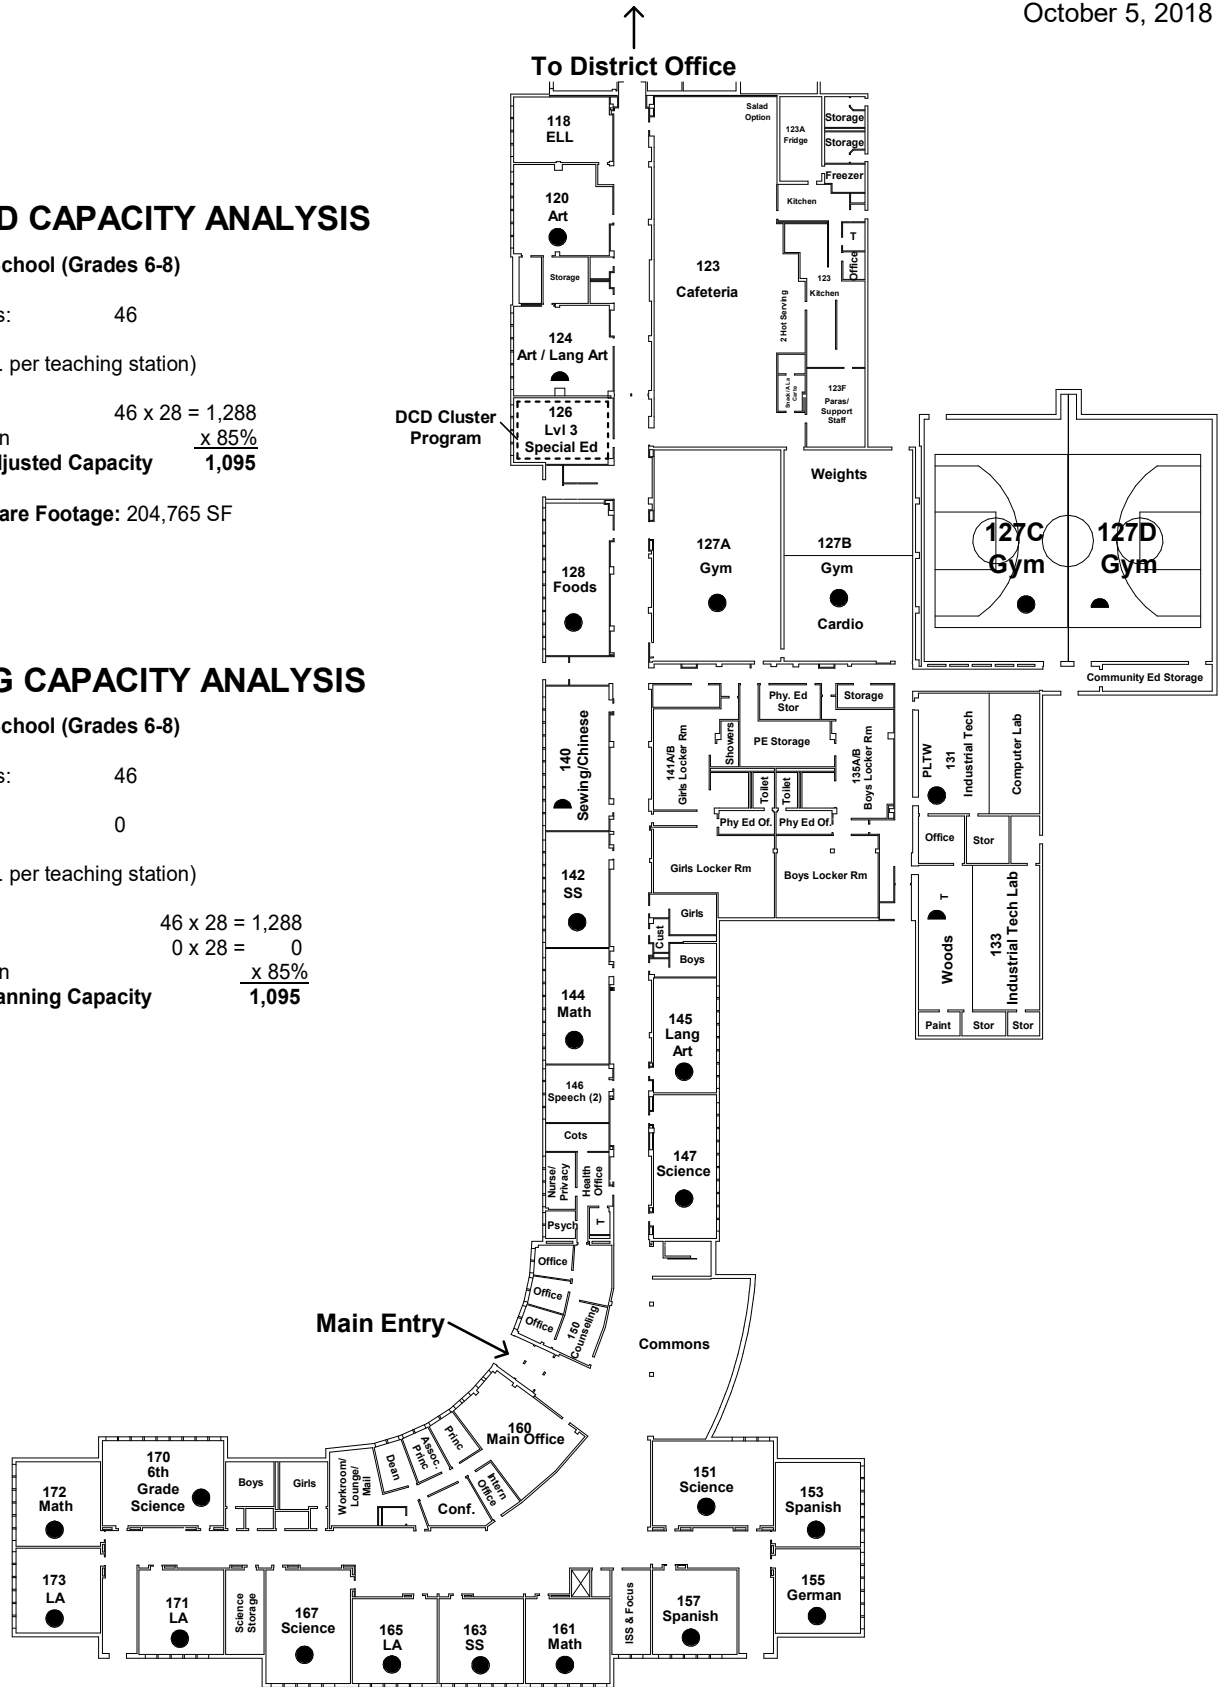 October 5, 2018
To District Office
D CAPACITY ANALYSIS
School (Grades 6-8)
s: 46
. per teaching station)
46 x 28 = 1,288
n x 85%
ljusted Capacity 1,095
are Footage: 204,765 SF
G CAPACITY ANALYSIS
School (Grades 6-8)
s: 46
0
. per teaching station)
46 x 28 = 1,288
0 x 28 = 0
n x 85%
anning Capacity 1,095
118
ELL
120
Art
Storage
124
Art / Lang Art
DCD Cluster
Program
126
Lvl 3
Special Ed
128
Foods
Salad
Option
123A
Fridge
Storage
Storage
Freezer
Kitchen
T
Office
123
Cafeteria
123
Kitchen
2 Hot Serving
Snack/A La
Carte
123F
Paras/
Support
Staff
Weights
127A
Gym
127B
Gym
Cardio
127C
Gym
127D
Gym
Community Ed Storage
140
Sewing/Chinese
142
SS
144
Math
146
Speech (2)
Cots
Nurse/
Privacy
Health
Office
Psych
T
Office
Office
Office
150
Counseling
Phy. Ed
Stor
Storage
141A/B
Girls Locker Rm
Showers
PE Storage
135A/B
Boys Locker Rm
Toilet
Toilet
Phy Ed Of.
Phy Ed Of.
Girls Locker Rm
Boys Locker Rm
Girls
Cust
Boys
145
Lang
Art
147
Science
PLTW
131
Industrial Tech
Computer Lab
Office
Stor
T
Woods
133
Industrial Tech Lab
Paint
Stor
Stor
Main Entry
Commons
160
Main Office
Princ
Assoc.
Princ
Dean
Workroom/
Lounge/
Mail
Intern
Office
Conf.
170
6th
Grade
Science
Boys
Girls
172
Math
151
Science
153
Spanish
173
LA
171
LA
Science
Storage
167
Science
165
LA
163
SS
161
Math
ISS & Focus
157
Spanish
155
German